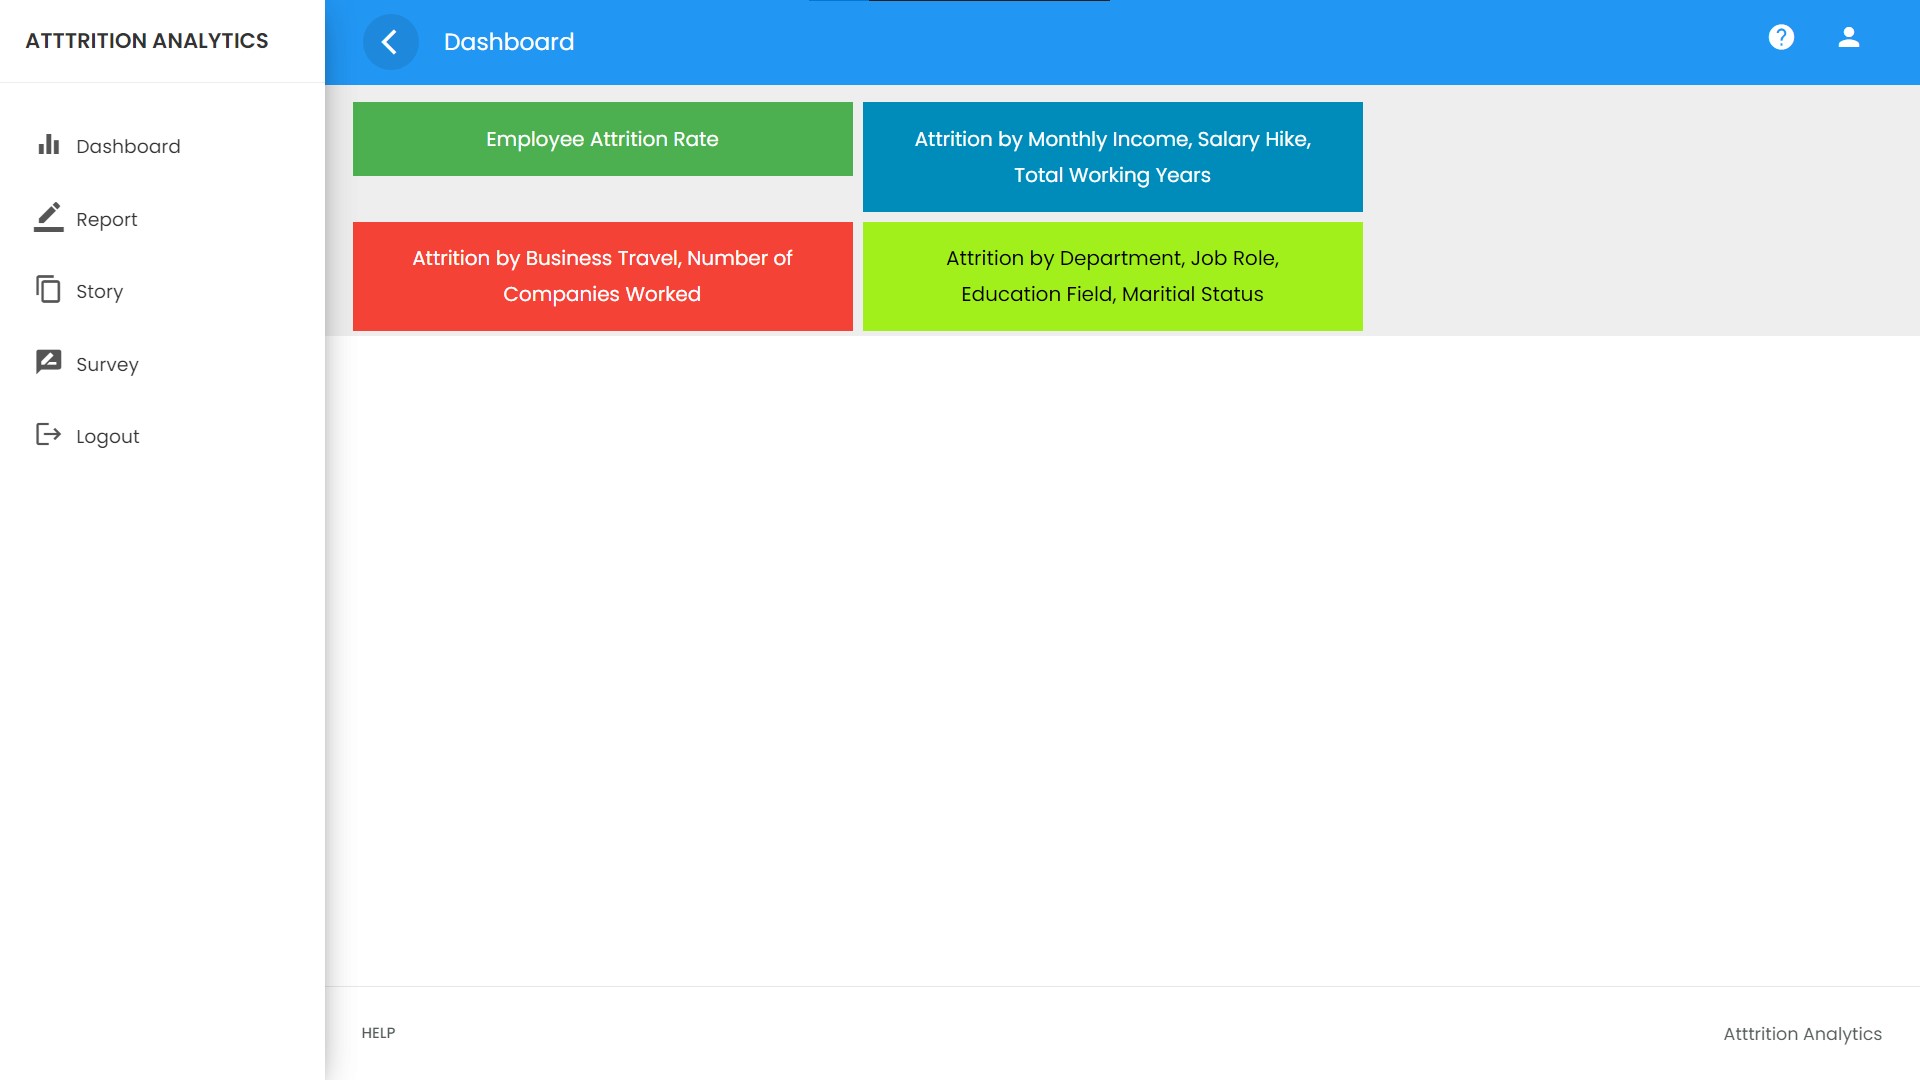 ATTTRITION ANALYTICS
Dashboard
Report
Story
Survey
Logout
Dashboard
Employee Attrition Rate
Attrition by Monthly Income, Salary Hike,
Total Working Years
Attrition by Business Travel, Number of
Companies Worked
Attrition by Department, Job Role,
Education Field, Maritial Status
HELP
Atttrition Analytics